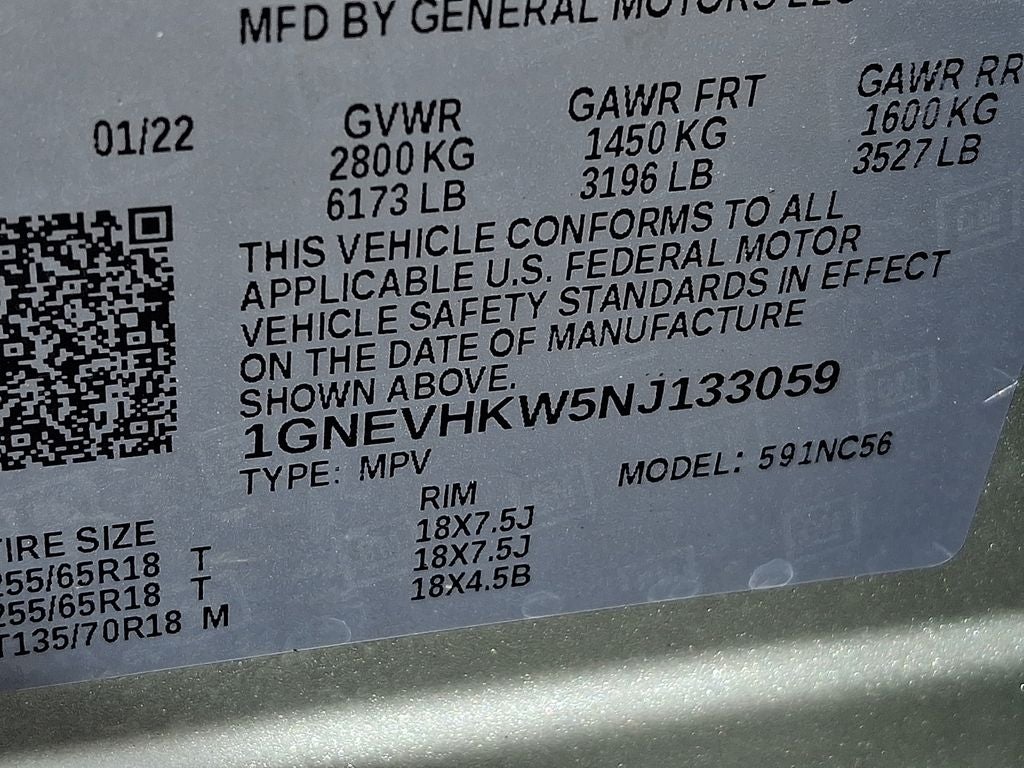 MFD BY GENERAL MOTORS LLC
01/22 GVWR GAWR FRT GAWR RR
2800 KG 1450 KG 1600 KG
6173 LB 3196 LB 3527 LB
THIS VEHICLE CONFORMS TO ALL
APPLICABLE U.S. FEDERAL MOTOR
VEHICLE SAFETY STANDARDS IN EFFECT
ON THE DATE OF MANUFACTURE
SHOWN ABOVE.
1GNEVHKW5NJ133059
TYPE: MPV MODEL: 591NC56
TIRE SIZE RIM
255/65R18 T 18X7.5J
255/65R18 T 18X7.5J
T135/70R18 M 18X4.5B